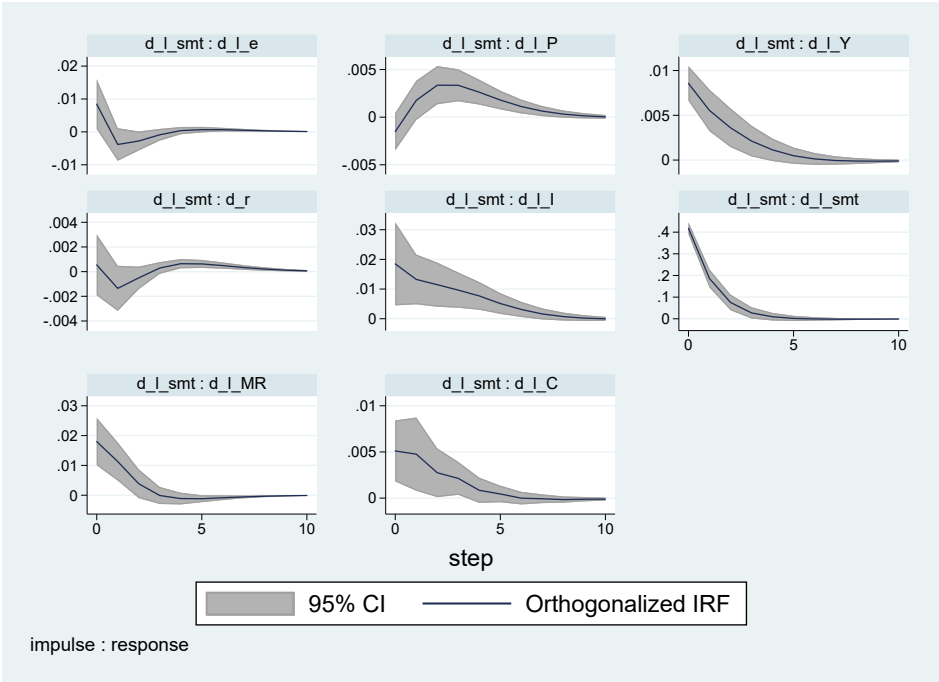 d_l_smt : d_l_e
.02
.01
0
-.01
d_l_smt : d_l_P
.005
0
-.005
d_l_smt : d_l_Y
.01
.005
0
d_l_smt : d_r
.004
.002
0
-.002
-.004
d_l_smt : d_l_I
.03
.02
.01
0
d_l_smt : d_l_smt
.4
.3
.2
.1
0
0 5 10
d_l_smt : d_l_MR
.03
.02
.01
0
0 5 10
d_l_smt : d_l_C
.01
.005
0
0 5 10
step
95% CI Orthogonalized IRF
impulse : response